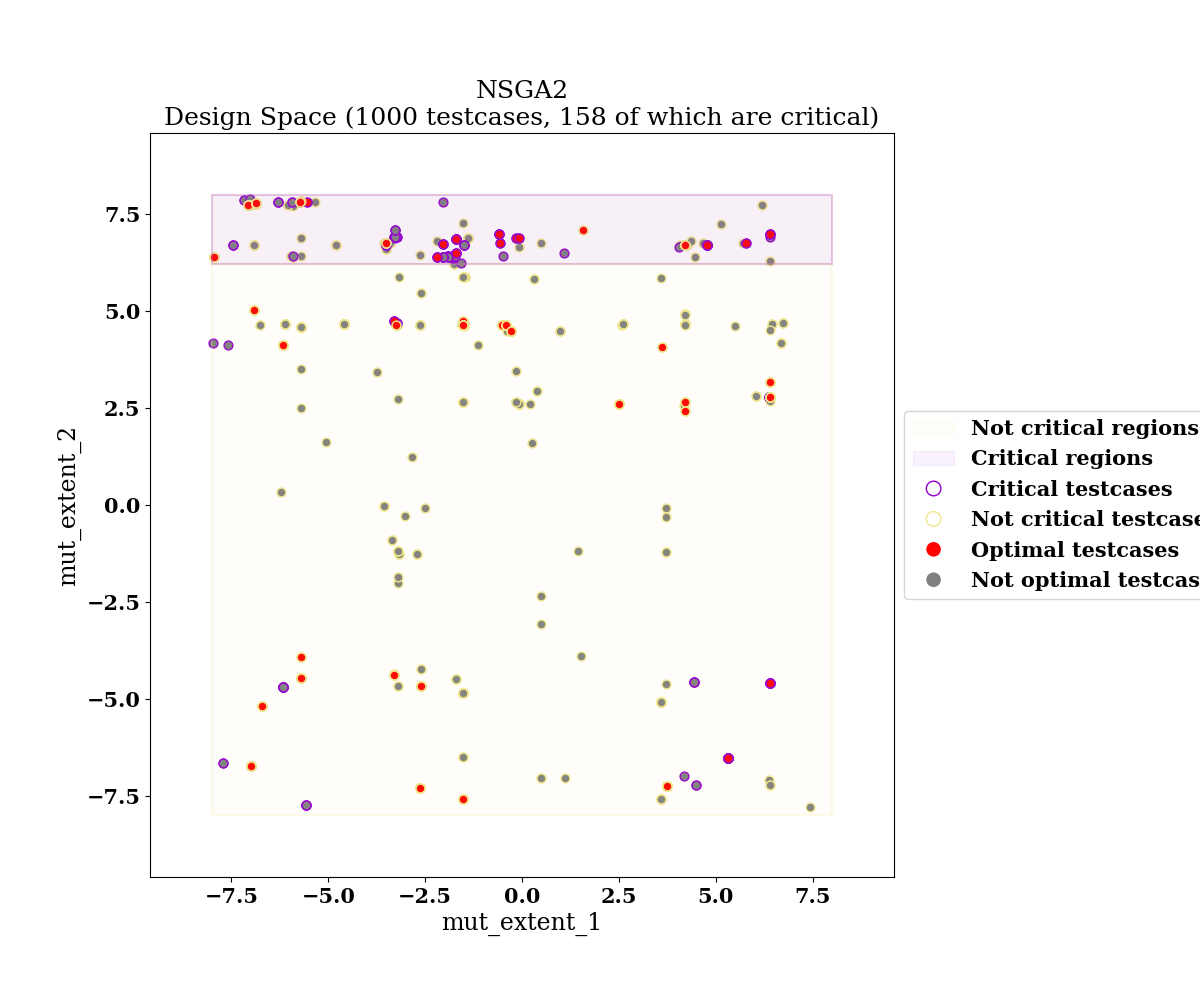 NSGA2
Design Space (1000 testcases, 158 of which are critical)
7.5
5.0
2.5
0.0
−2.5
−5.0
−7.5
mut_extent_2
−7.5
−5.0
−2.5
0.0
2.5
5.0
7.5
mut_extent_1
Not critical regions
Critical regions
Critical testcases
Not critical testcase
Optimal testcases
Not optimal testcas